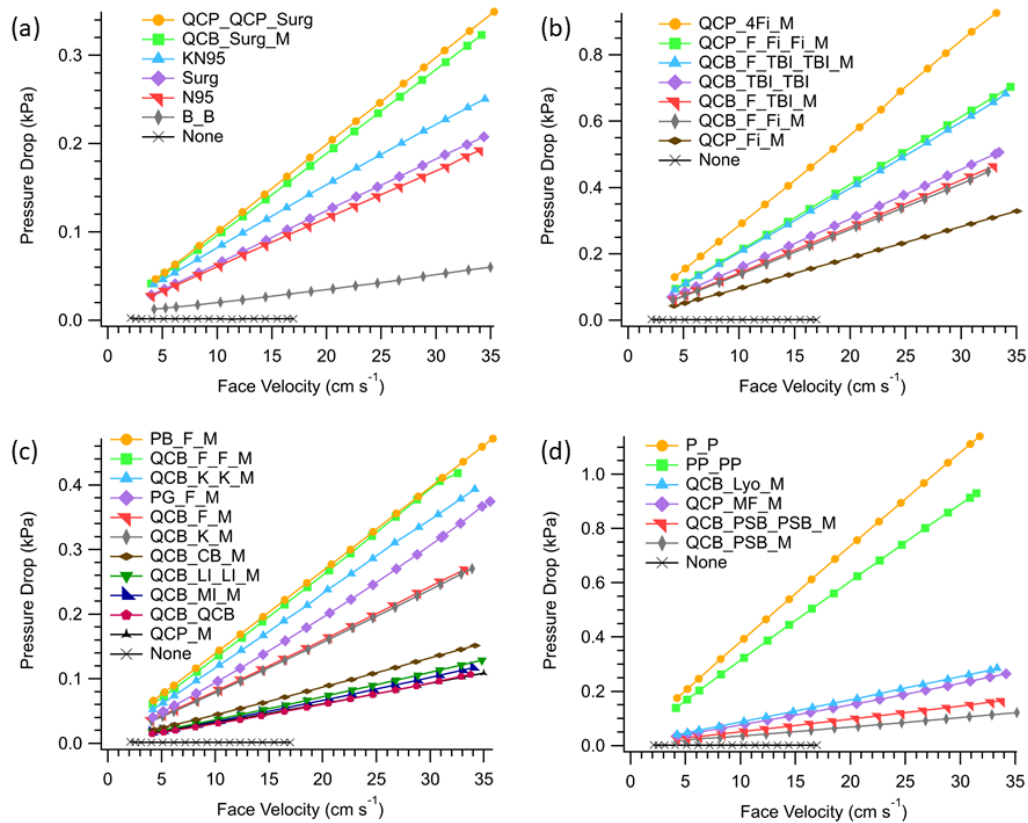 (a)
QCP_QCP_Surg
QCB_Surg_M
KN95
Surg
N95
B_B
None
Pressure Drop (kPa)
0.3
0.2
0.1
0.0
0 5 10 15 20 25 30 35
Face Velocity (cm s⁻¹)
(b)
QCP_4Fi_M
QCP_F_Fi_Fi_M
QCB_F_TBI_TBI_M
QCB_TBI_TBI
QCB_F_TBI_M
QCB_F_Fi_M
QCP_Fi_M
None
Pressure Drop (kPa)
0.8
0.6
0.4
0.2
0.0
0 5 10 15 20 25 30 35
Face Velocity (cm s⁻¹)
(c)
PB_F_M
QCB_F_F_M
QCB_K_K_M
PG_F_M
QCB_F_M
QCB_K_M
QCB_CB_M
QCB_LI_LI_M
QCB_MI_M
QCB_QCB
QCP_M
None
Pressure Drop (kPa)
0.4
0.3
0.2
0.1
0.0
0 5 10 15 20 25 30 35
Face Velocity (cm s⁻¹)
(d)
P_P
PP_PP
QCB_Lyo_M
QCP_MF_M
QCB_PSB_PSB_M
QCB_PSB_M
None
Pressure Drop (kPa)
1.0
0.8
0.6
0.4
0.2
0.0
0 5 10 15 20 25 30 35
Face Velocity (cm s⁻¹)